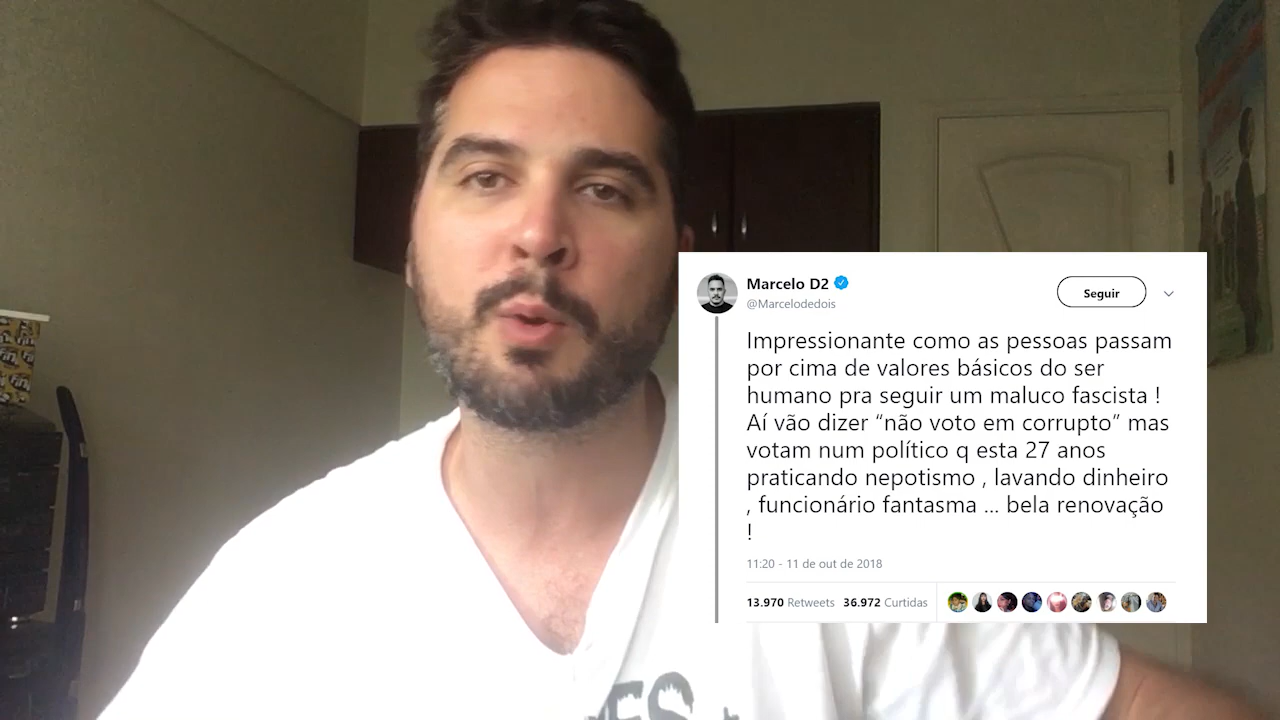 Marcelo D2
@Marcelodedois
Seguir
Impressionante como as pessoas passam
por cima de valores básicos do ser
humano pra seguir um maluco fascista !
Aí vão dizer “não voto em corrupto” mas
votam num político q esta 27 anos
praticando nepotismo , lavando dinheiro
, funcionário fantasma ... bela renovação
!
11:20 - 11 de out de 2018
13.970 Retweets 36.972 Curtidas